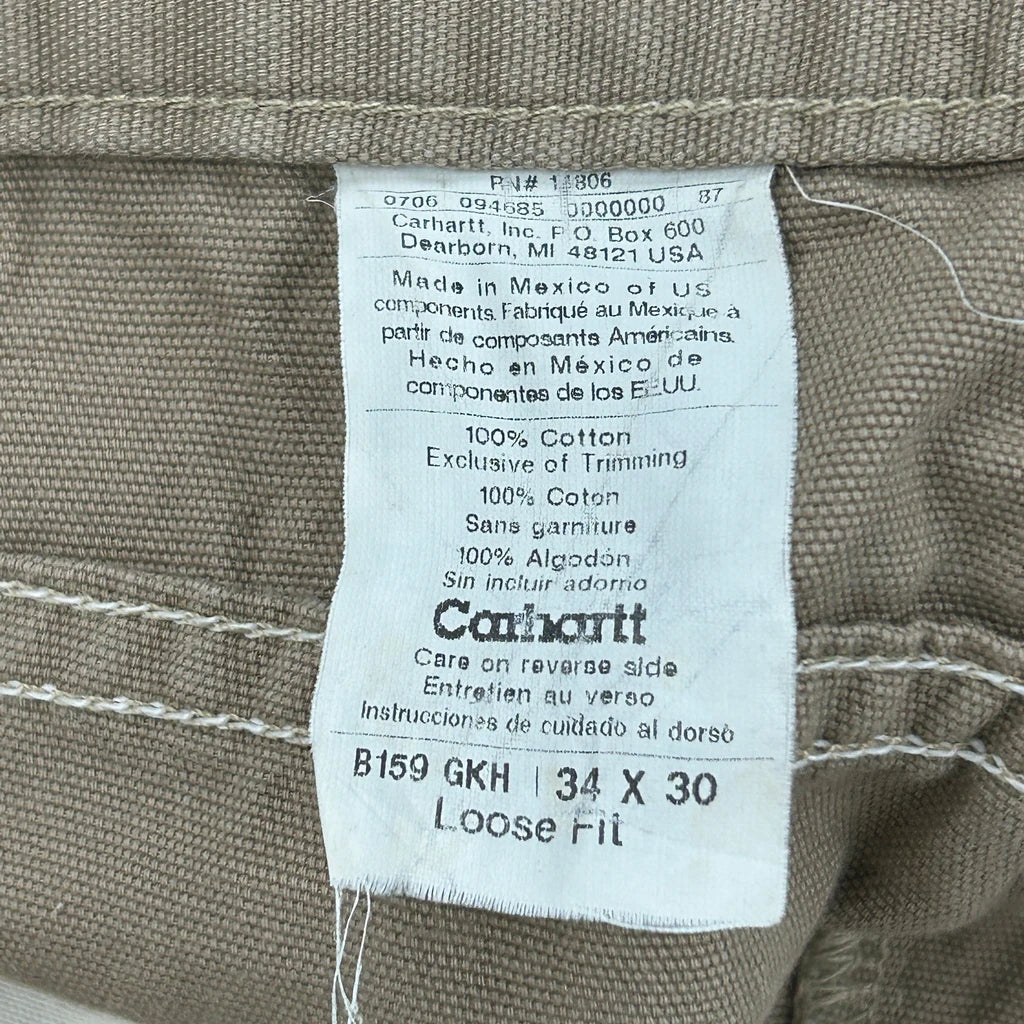 RN# 14806
0706 094685 0000000 87
Carhartt, Inc. P.O. Box 600
Dearborn, MI 48121 USA
Made in Mexico of US
components. Fabriqué au Mexique à
partir de composants Américains.
Hecho en México de
componentes de los EE.UU.
100% Cotton
Exclusive of Trimming
100% Coton
Sans garniture
100% Algodón
Sin incluir adorno
Carhartt
Care on reverse side
Entretien au verso
Instrucciones de cuidado al dorso
B159 GKH | 34 X 30
Loose Fit